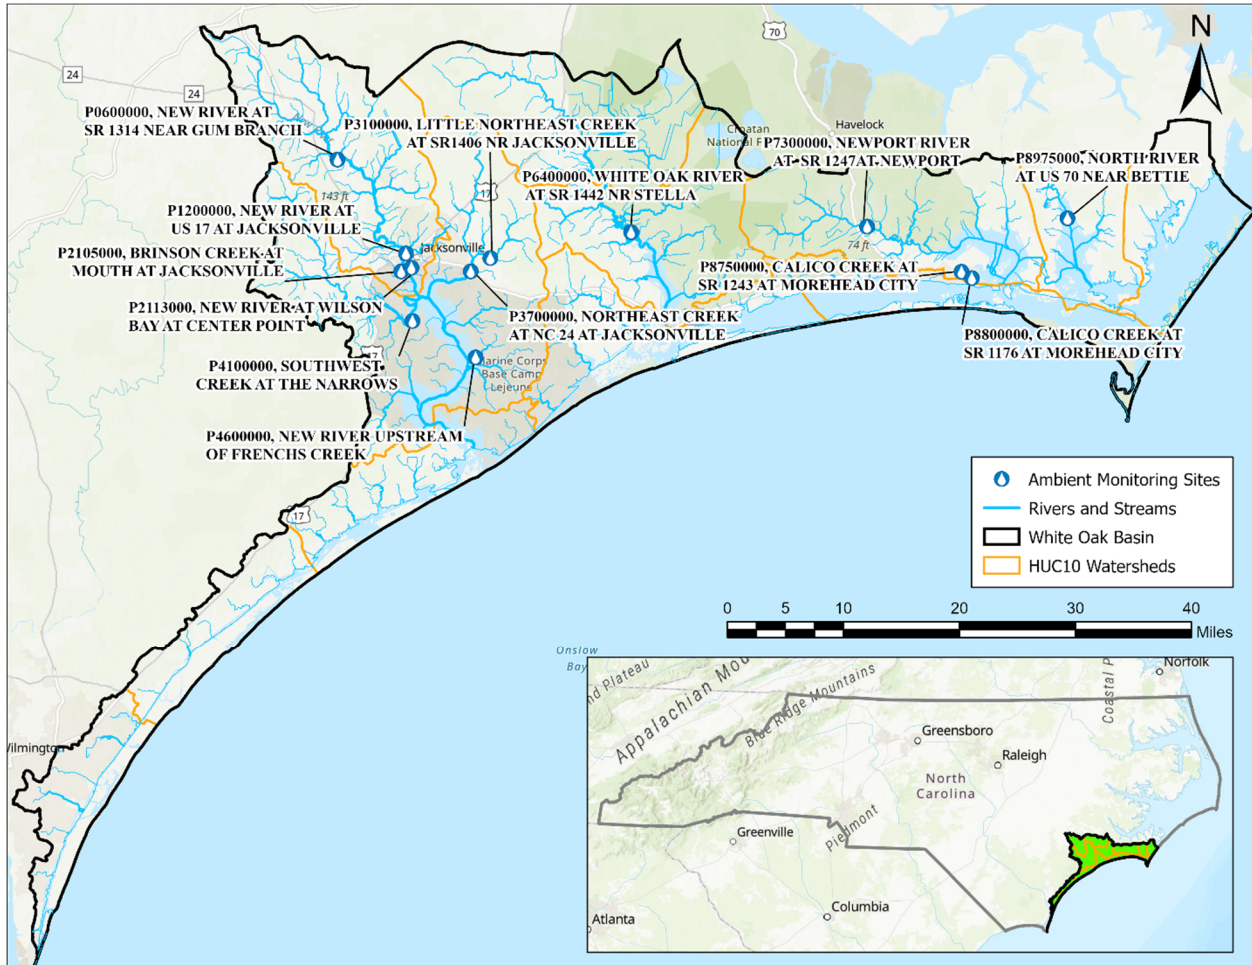 70
24
24
P0600000, NEW RIVER AT
SR 1314 NEAR GUM BRANCH
P3100000, LITTLE NORTHEAST CREEK
AT SR1406 NR JACKSONVILLE
Havelock
P7300000, NEWPORT RIVER
AT SR 1247AT NEWPORT
P8975000, NORTH RIVER
AT US 70 NEAR BETTIE
P6400000, WHITE OAK RIVER
AT SR 1442 NR STELLA
143 ft
17
P1200000, NEW RIVER AT
US 17 AT JACKSONVILLE
Jacksonville
P2105000, BRINSON CREEK AT
MOUTH AT JACKSONVILLE
74 ft
P8750000, CALICO CREEK AT
SR 1243 AT MOREHEAD CITY
P2113000, NEW RIVER AT WILSON
BAY AT CENTER POINT
P3700000, NORTHEAST CREEK
AT NC 24 AT JACKSONVILLE
P8800000, CALICO CREEK AT
SR 1176 AT MOREHEAD CITY
17
P4100000, SOUTHWEST
CREEK AT THE NARROWS
Marine Corps
Base Camp
Lejeune
P4600000, NEW RIVER UPSTREAM
OF FRENCHS CREEK
17
N
Ambient Monitoring Sites
Rivers and Streams
White Oak Basin
HUC10 Watersheds
0 5 10 20 30 40
Miles
Onslow
Bay
Wilmington
Norfolk
nd Plateau
Appalachian Mou
Blue Ridge Mountains
Coastal P
Greensboro
Raleigh
North
Carolina
Piedmont
Greenville
Columbia
Atlanta